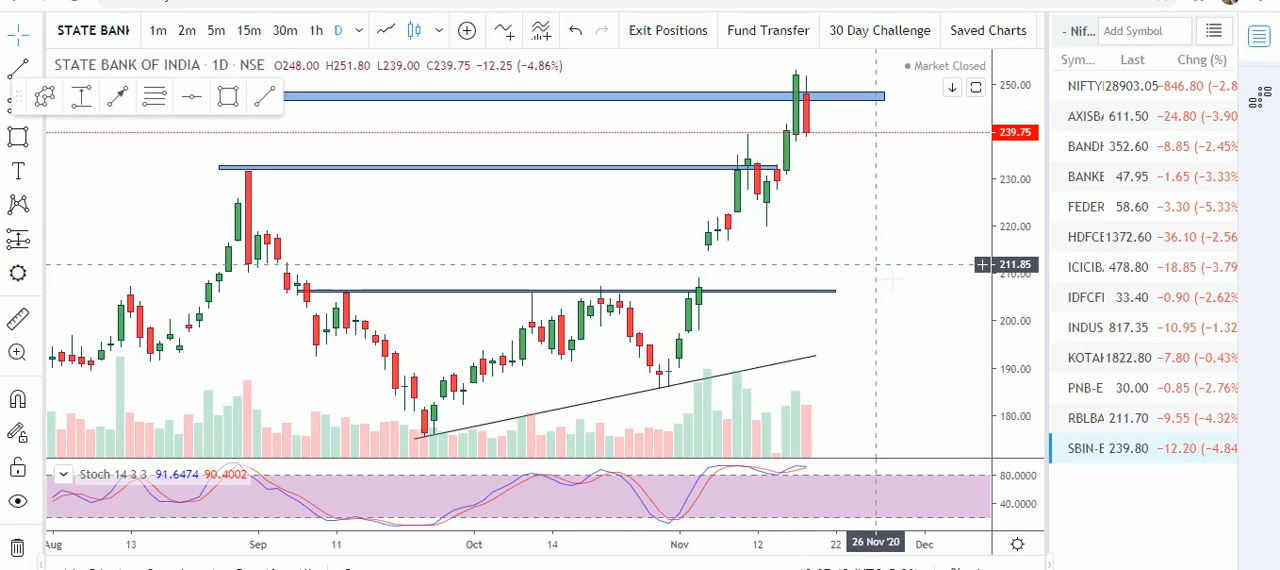 STATE BANK 1m 2m 5m 15m 30m 1h D Exit Positions Fund Transfer 30 Day Challenge Saved Charts
- Nif... Add Symbol
STATE BANK OF INDIA · 1D · NSE O248.00 H251.80 L239.00 C239.75 −12.25 (−4.86%)
Market Closed
Sym... Last Chng (%)
NIFTY 28903.05 −846.80 (−2.8
AXISBA 611.50 −24.80 (−3.90
BANDH 352.60 −8.85 (−2.45%
BANKE 47.95 −1.65 (−3.33%
FEDER 58.60 −3.30 (−5.33%
HDFCB 1372.60 −36.10 (−2.56
ICICIB 478.80 −18.85 (−3.79
IDFCFI 33.40 −0.90 (−2.62%
INDUS 817.35 −10.95 (−1.32
KOTAK 1822.80 −7.80 (−0.43%
PNB-E 30.00 −0.85 (−2.76%
RBLBA 211.70 −9.55 (−4.32%
SBIN-E 239.80 −12.20 (−4.84
250.00
239.75
230.00
220.00
211.85
210.00
200.00
190.00
180.00
Stoch 14 3 3 91.6474 90.4002
80.0000
40.0000
Aug 13 Sep 11 Oct 14 Nov 12 22 26 Nov '20 Dec